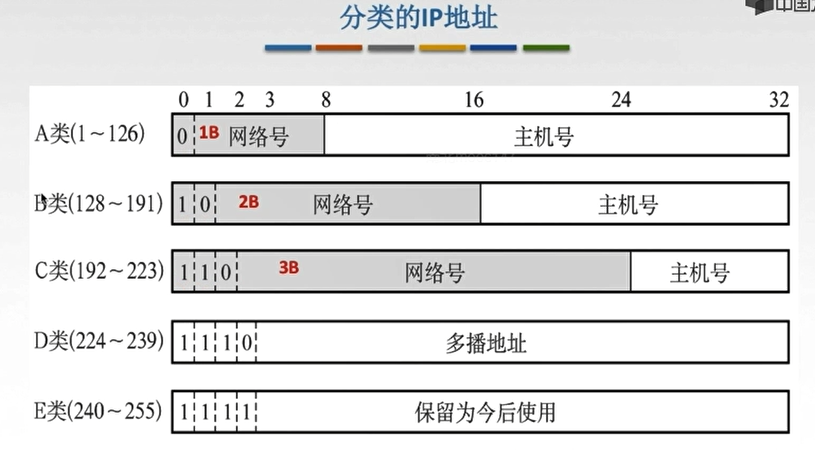 中国大
分类的IP地址
0 1 2 3 8 16 24 32
A类(1～126) 0 1B 网络号 主机号
B类(128～191) 1 0 2B 网络号 主机号
C类(192～223) 1 1 0 3B 网络号 主机号
D类(224～239) 1 1 1 0 多播地址
E类(240～255) 1 1 1 1 保留为今后使用